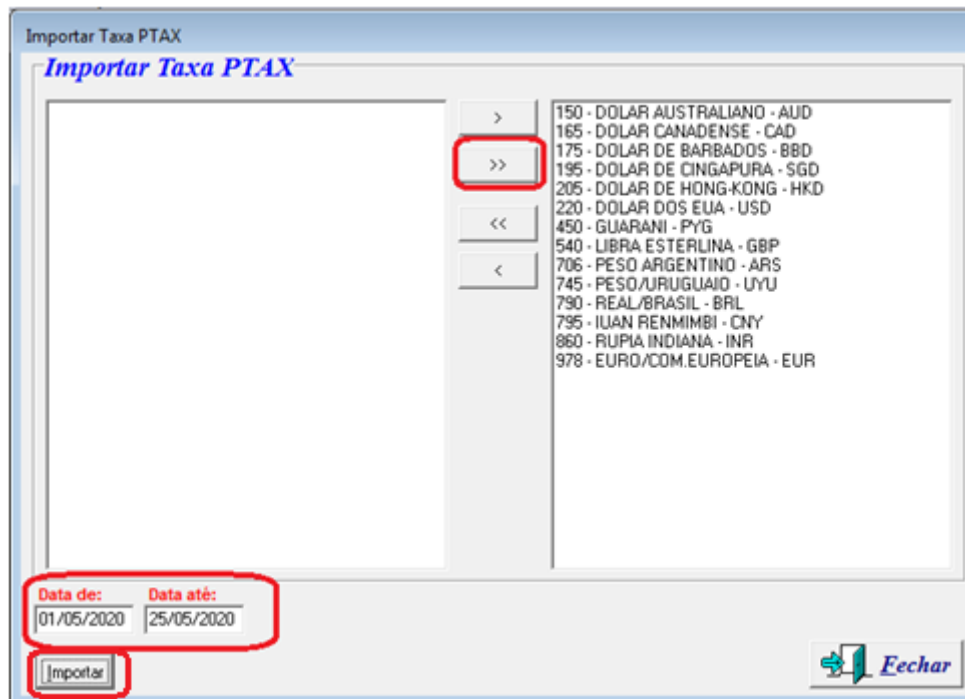 Importar Taxa PTAX
Importar Taxa PTAX
>
>>
<<
<
150 - DOLAR AUSTRALIANO - AUD
165 - DOLAR CANADENSE - CAD
175 - DOLAR DE BARBADOS - BBD
195 - DOLAR DE CINGAPURA - SGD
205 - DOLAR DE HONG-KONG - HKD
220 - DOLAR DOS EUA - USD
450 - GUARANI - PYG
540 - LIBRA ESTERLINA - GBP
706 - PESO ARGENTINO - ARS
745 - PESO/URUGUAIO - UYU
790 - REAL/BRASIL - BRL
795 - IUAN RENMIMBI - CNY
860 - RUPIA INDIANA - INR
978 - EURO/COM.EUROPEIA - EUR
Data de: Data até:
01/05/2020 25/05/2020
Importar
Fechar